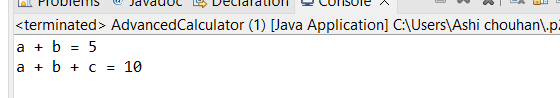 Problems @ Javadoc Declaration Console
<terminated> AdvancedCalculator (1) [Java Application] C:\Users\Ashi chouhan\.p
a + b = 5
a + b + c = 10